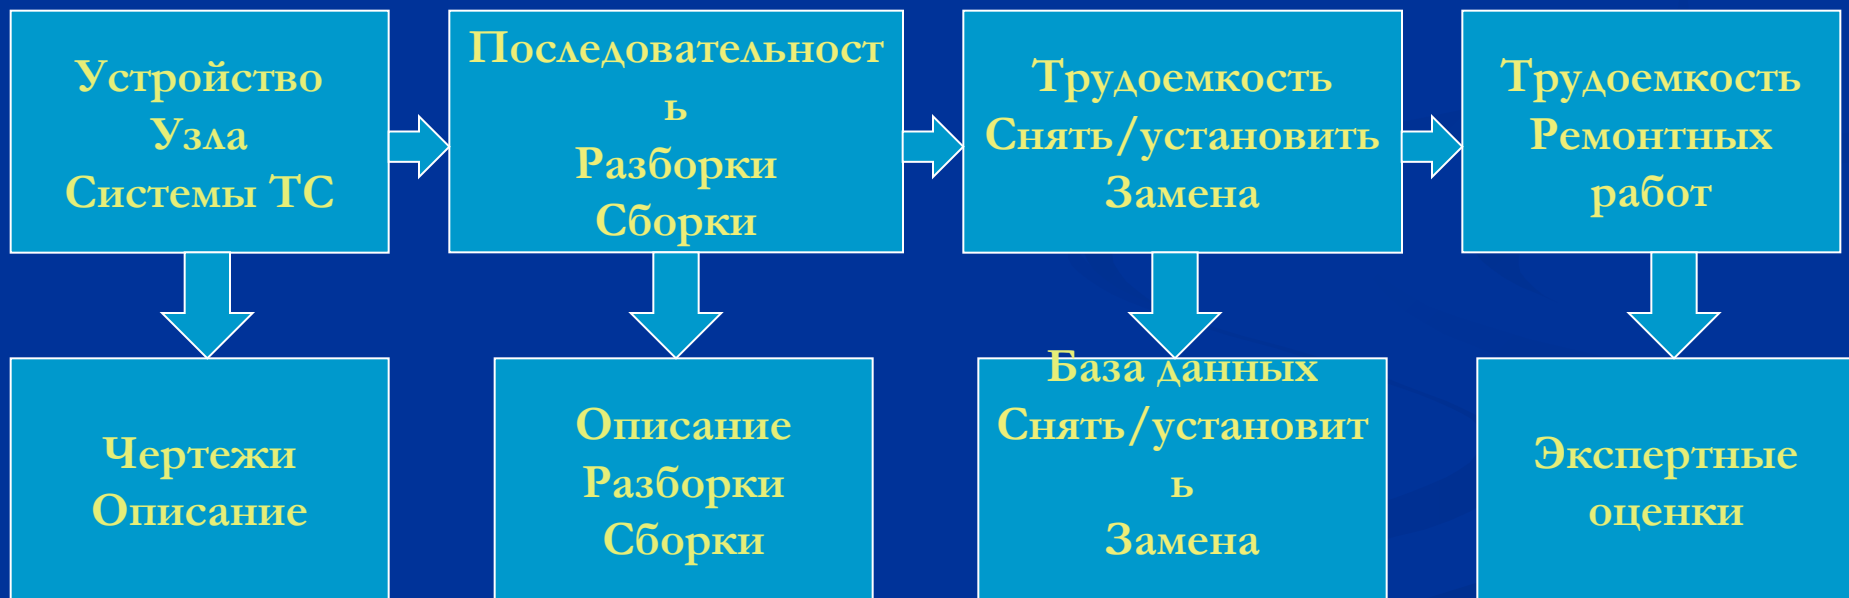 Устройство
Узла
Системы ТС
Последовательност
ь
Разборки
Сборки
Трудоемкость
Снять/установить
Замена
Трудоемкость
Ремонтных
работ
Чертежи
Описание
Описание
Разборки
Сборки
База данных
Снять/установит
ь
Замена
Экспертные
оценки